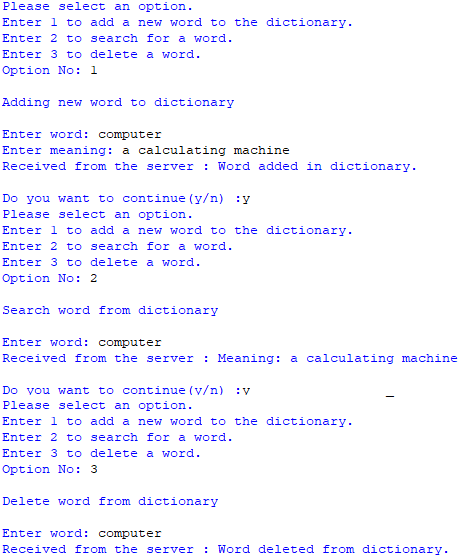 Please select an option.
Enter 1 to add a new word to the dictionary.
Enter 2 to search for a word.
Enter 3 to delete a word.
Option No: 1
Adding new word to dictionary
Enter word: computer
Enter meaning: a calculating machine
Received from the server : Word added in dictionary.
Do you want to continue(y/n) :y
Please select an option.
Enter 1 to add a new word to the dictionary.
Enter 2 to search for a word.
Enter 3 to delete a word.
Option No: 2
Search word from dictionary
Enter word: computer
Received from the server : Meaning: a calculating machine
Do you want to continue(y/n) :y
Please select an option.
Enter 1 to add a new word to the dictionary.
Enter 2 to search for a word.
Enter 3 to delete a word.
Option No: 3
Delete word from dictionary
Enter word: computer
Received from the server : Word deleted from dictionary.